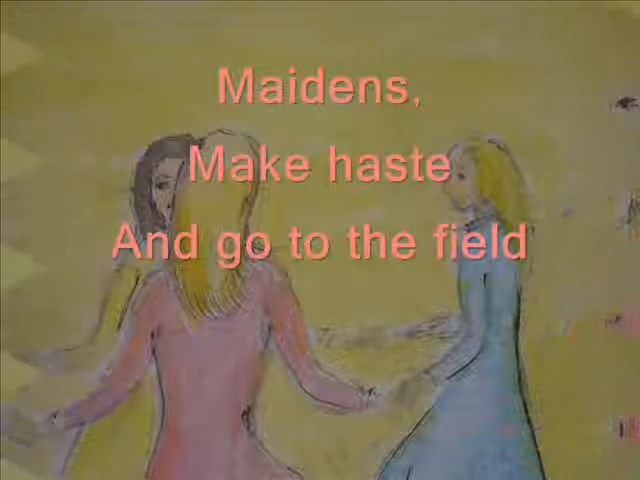 Maidens,
Make haste
And go to the field